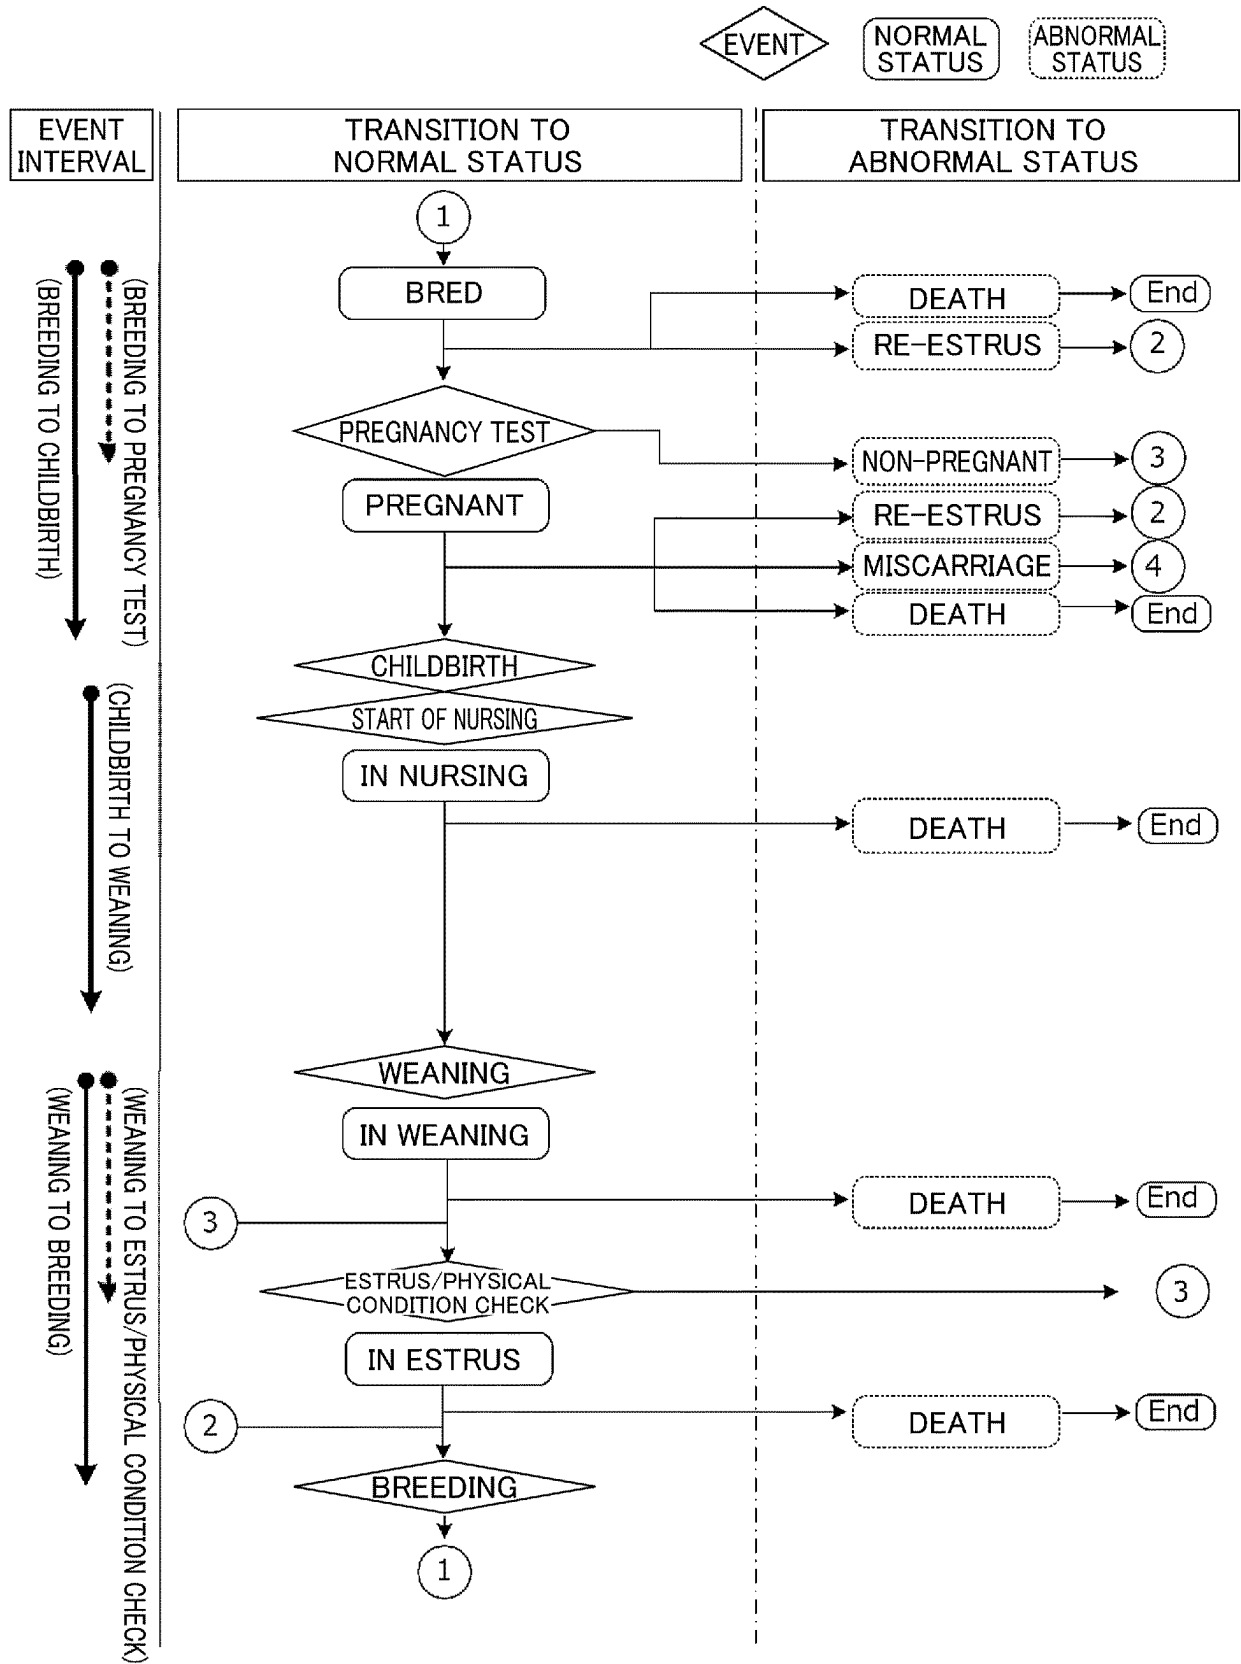 EVENT
NORMAL
STATUS
ABNORMAL
STATUS
EVENT
INTERVAL
TRANSITION TO
NORMAL STATUS
TRANSITION TO
ABNORMAL STATUS
1
(BREEDING TO CHILDBIRTH)
(BREEDING TO PREGNANCY TEST)
BRED
DEATH
End
RE-ESTRUS
2
PREGNANCY TEST
NON-PREGNANT
3
PREGNANT
RE-ESTRUS
2
MISCARRIAGE
4
DEATH
End
CHILDBIRTH
(CHILDBIRTH TO WEANING)
START OF NURSING
IN NURSING
DEATH
End
WEANING
(WEANING TO BREEDING)
(WEANING TO ESTRUS/PHYSICAL CONDITION CHECK)
IN WEANING
DEATH
End
3
ESTRUS/PHYSICAL
CONDITION CHECK
3
IN ESTRUS
DEATH
End
2
BREEDING
1